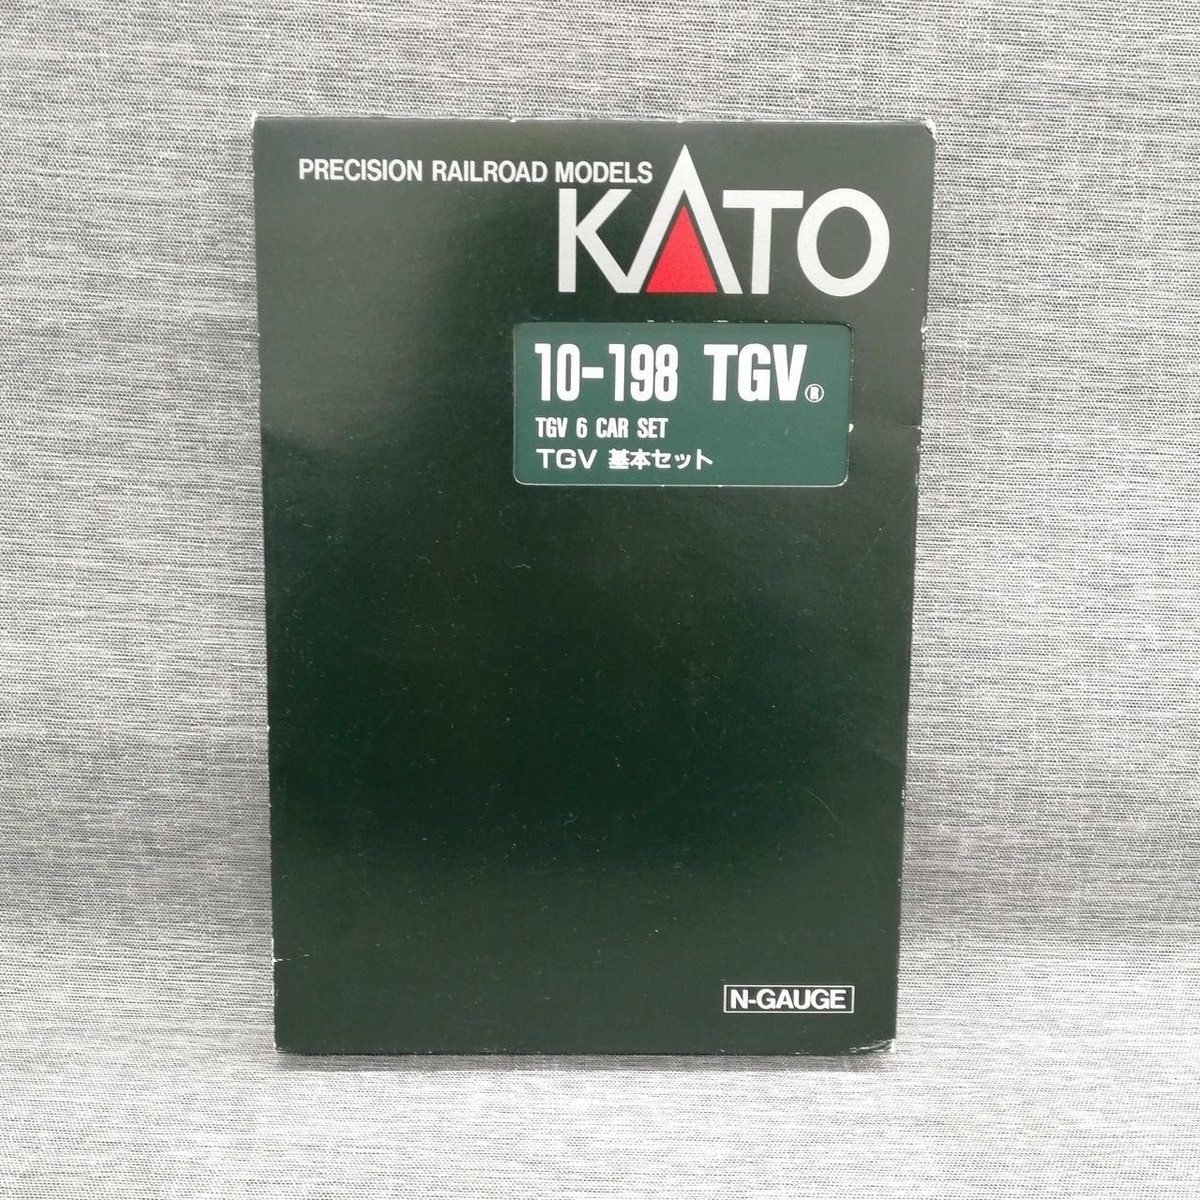 PRECISION RAILROAD MODELS
KATO
10-198 TGV
TGV 6 CAR SET
TGV 基本セット
N-GAUGE